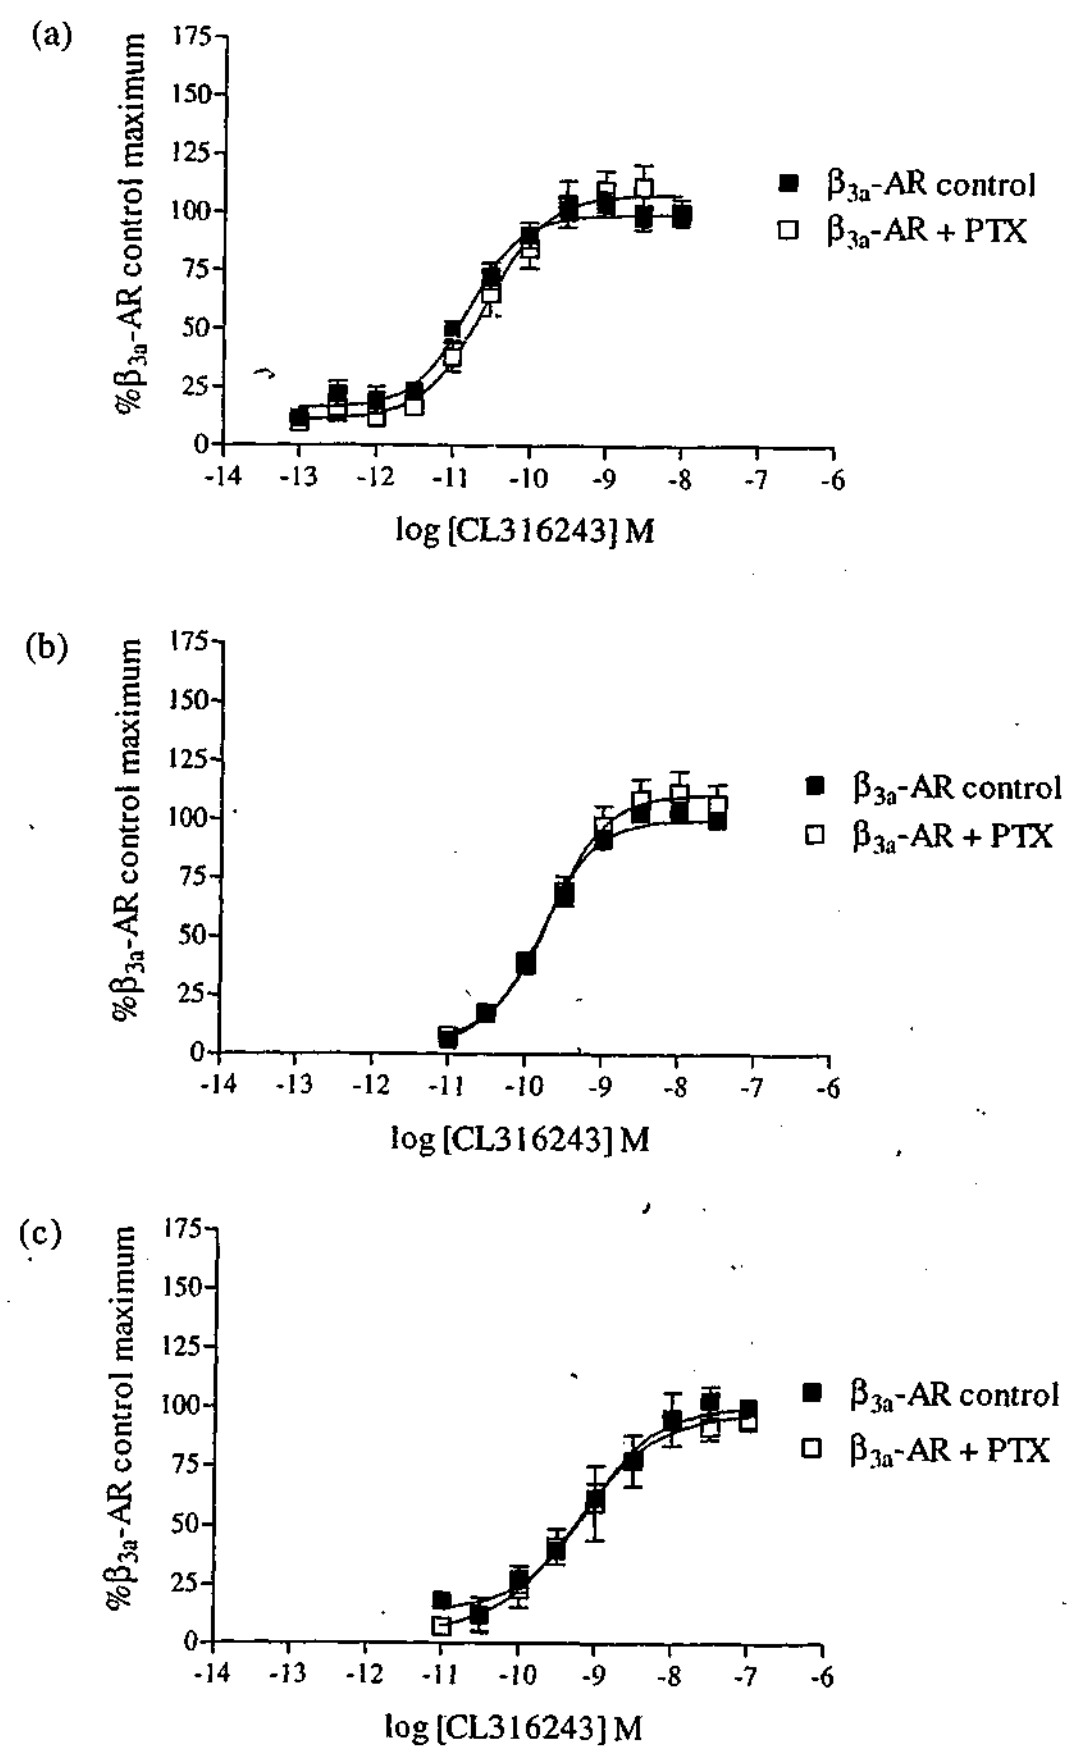 (a)
%β3a-AR control maximum
175
150
125
100
75
50
25
0
-14 -13 -12 -11 -10 -9 -8 -7 -6
log [CL316243] M
β3a-AR control
β3a-AR + PTX
(b)
%β3a-AR control maximum
175
150
125
100
75
50
25
0
-14 -13 -12 -11 -10 -9 -8 -7 -6
log [CL316243] M
β3a-AR control
β3a-AR + PTX
(c)
%β3a-AR control maximum
175
150
125
100
75
50
25
0
-14 -13 -12 -11 -10 -9 -8 -7 -6
log [CL316243] M
β3a-AR control
β3a-AR + PTX